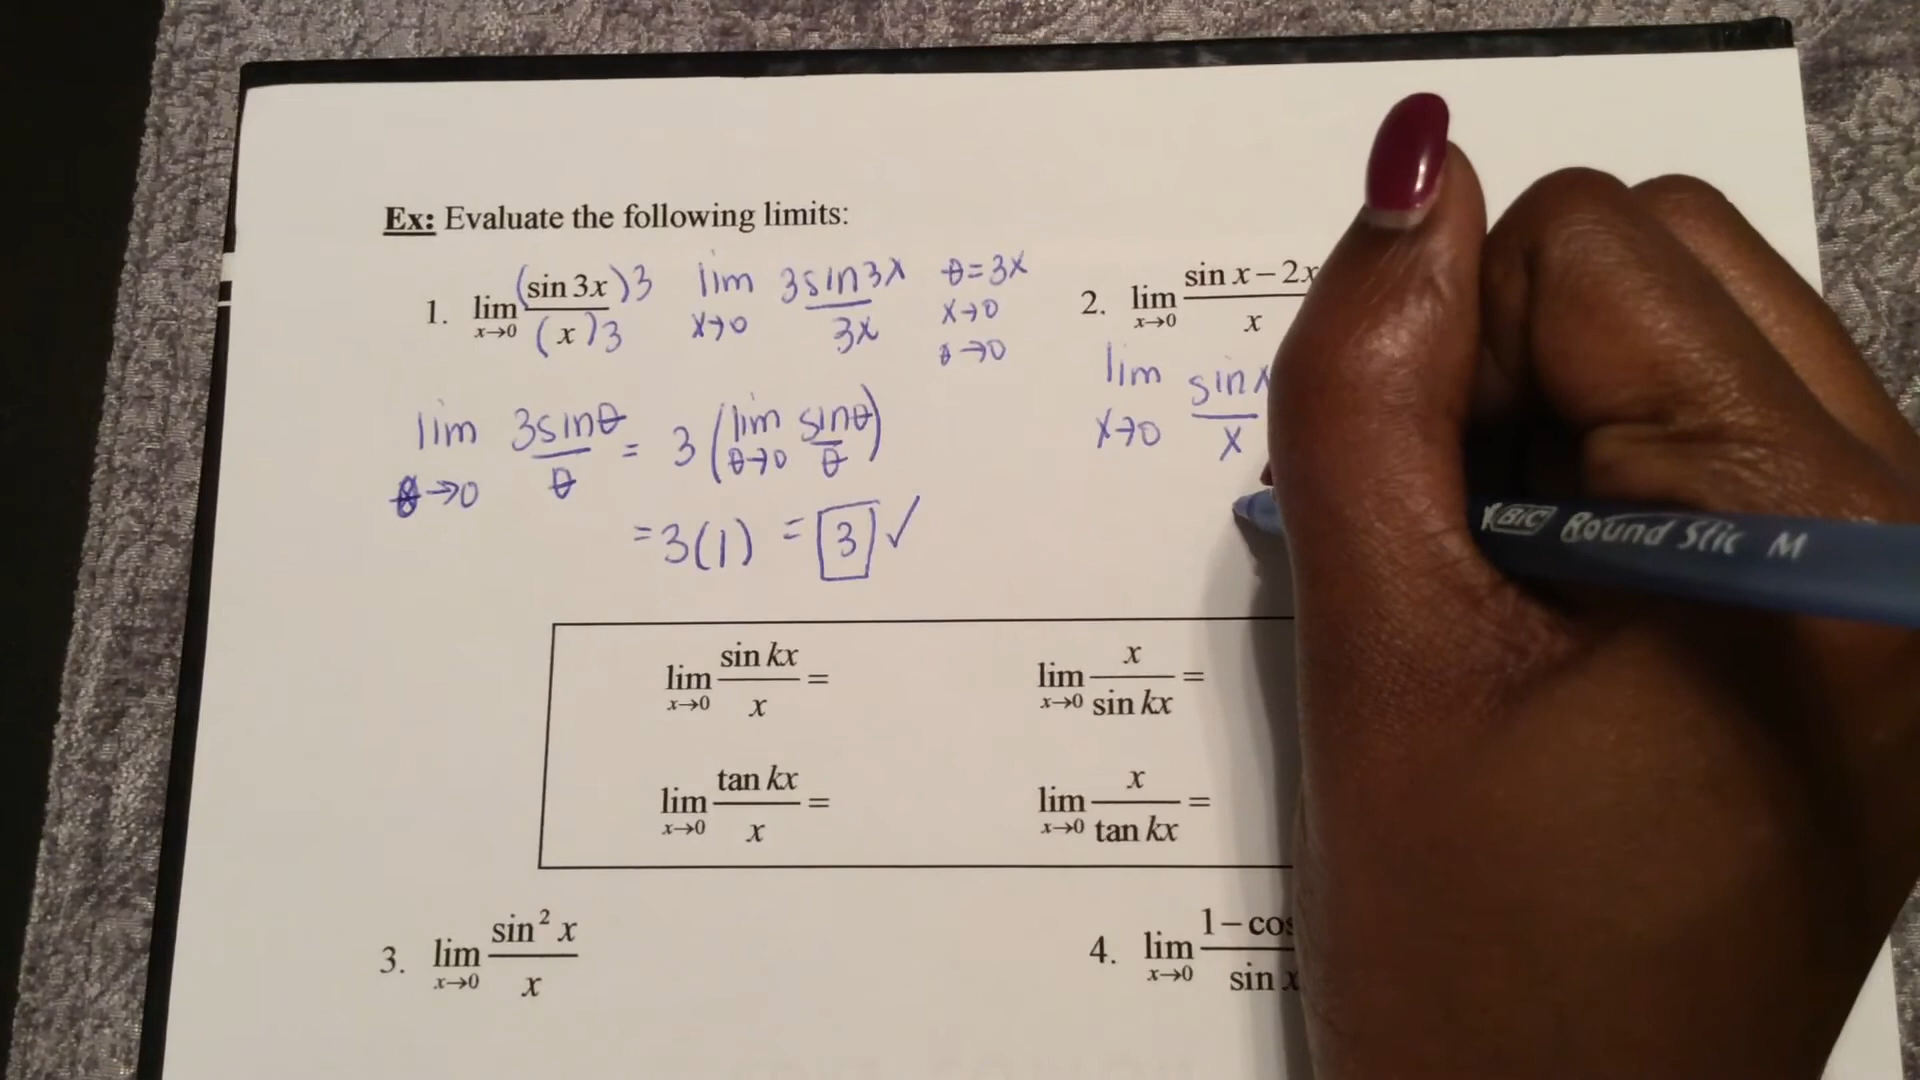 Ex: Evaluate the following limits:
1. lim x→0 (sin 3x)3 / (x)3 lim x→0 3sin3x / 3x θ=3x
x→0
θ→0
lim θ→0 3sinθ / θ = 3 (lim θ→0 sinθ / θ)
=3(1) = 3 ✓
2. lim x→0 sin x − 2x / x
lim x→0 sinx / x
BIC Round Stic M
lim x→0 sin kx / x =
lim x→0 x / sin kx =
lim x→0 tan kx / x =
lim x→0 x / tan kx =
3. lim x→0 sin² x / x
4. lim x→0 1 − cos / sin x